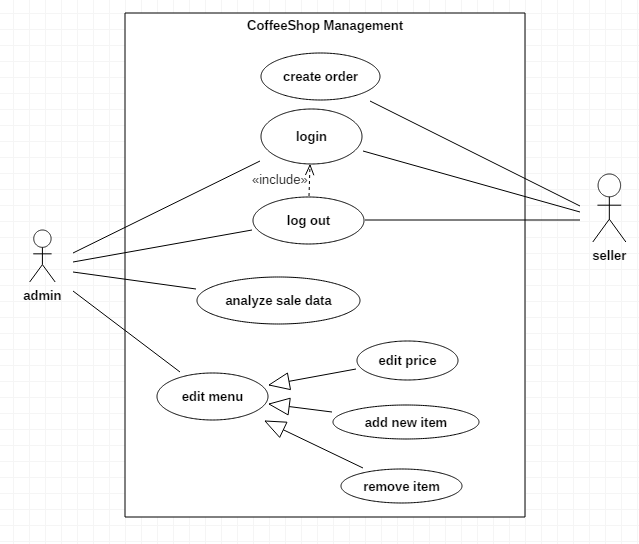 CoffeeShop Management
create order
login
«include»
log out
seller
admin
analyze sale data
edit price
edit menu
add new item
remove item